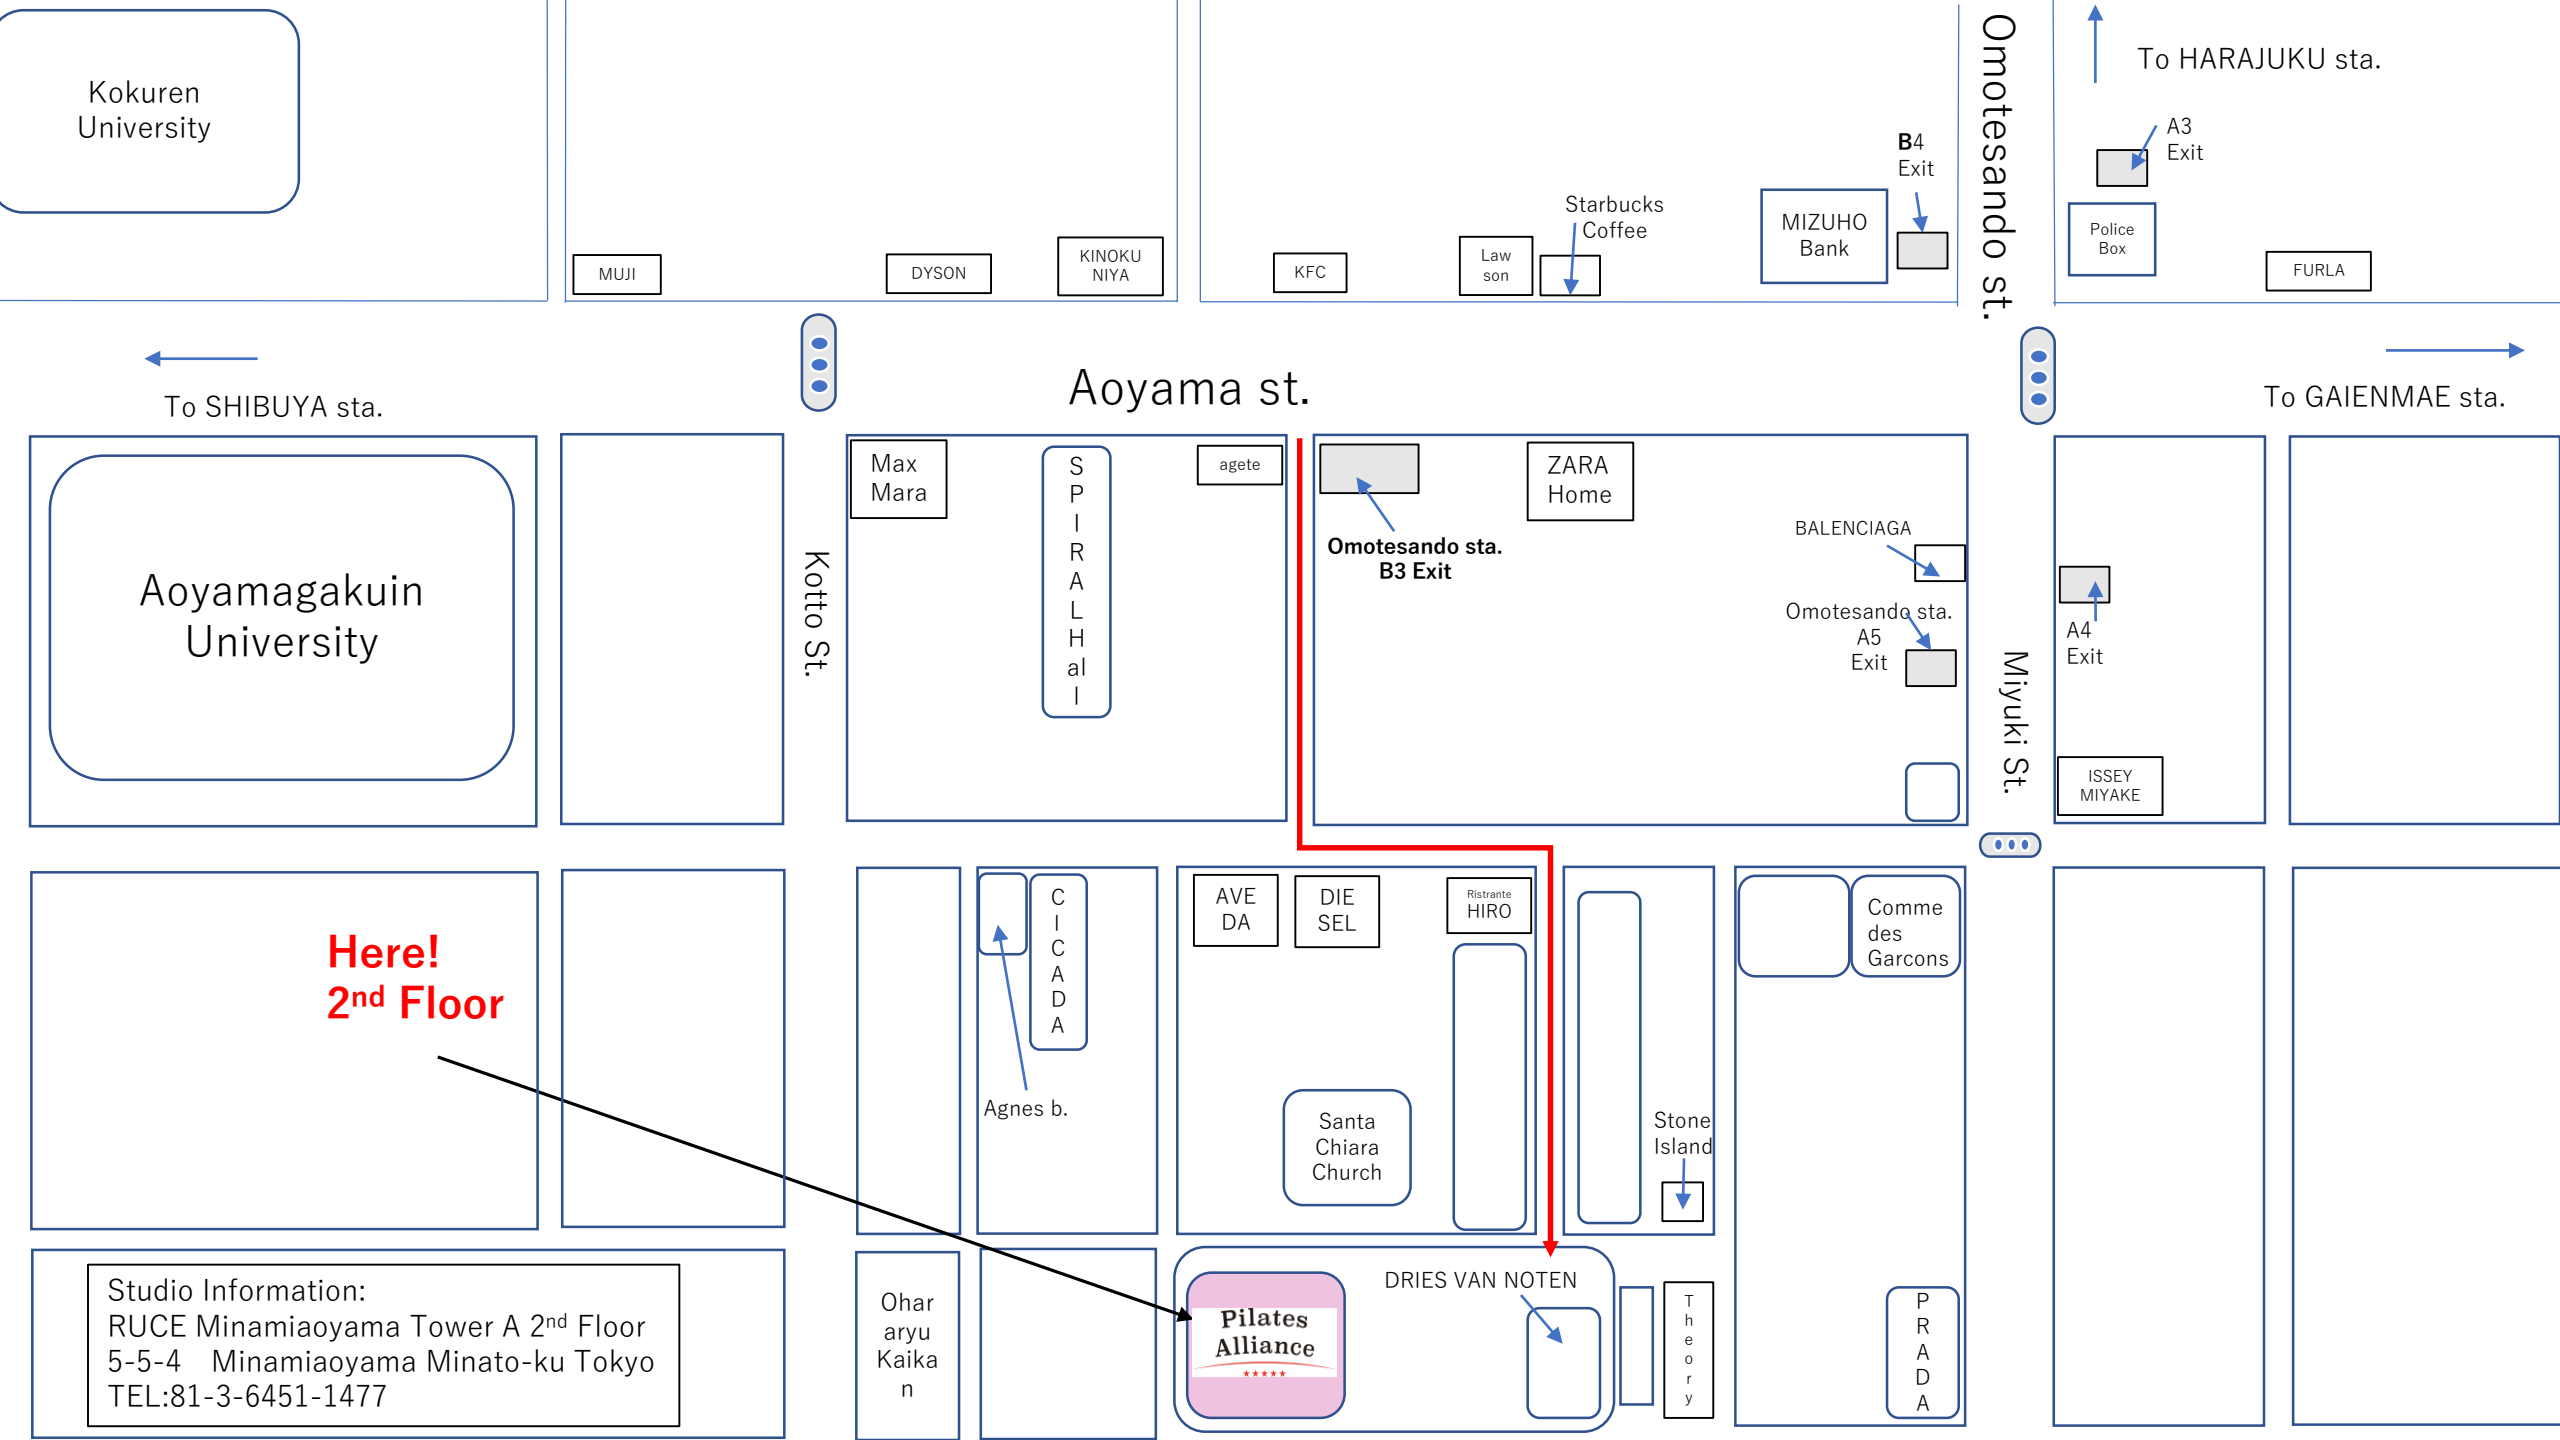 Kokuren
University
Omotesando st.
To HARAJUKU sta.
A3
Exit
B4
Exit
Starbucks
Coffee
MIZUHO
Bank
Police
Box
MUJI
DYSON
KINOKU
NIYA
KFC
Law
son
FURLA
To SHIBUYA sta.
Aoyama st.
To GAIENMAE sta.
Aoyamagakuin
University
Kotto St.
Max
Mara
S
P
I
R
A
L
H
al
l
agete
Omotesando sta.
B3 Exit
ZARA
Home
BALENCIAGA
Omotesando sta.
A5
Exit
A4
Exit
Miyuki St.
ISSEY
MIYAKE
Here!
2nd Floor
C
I
C
A
D
A
Agnes b.
AVE
DA
DIE
SEL
Ristrante
HIRO
Santa
Chiara
Church
Stone
Island
Comme
des
Garcons
Studio Information:
RUCE Minamiaoyama Tower A 2nd Floor
5-5-4　Minamiaoyama Minato-ku Tokyo
TEL:81-3-6451-1477
Ohar
aryu
Kaika
n
Pilates
Alliance
DRIES VAN NOTEN
T
h
e
o
r
y
P
R
A
D
A